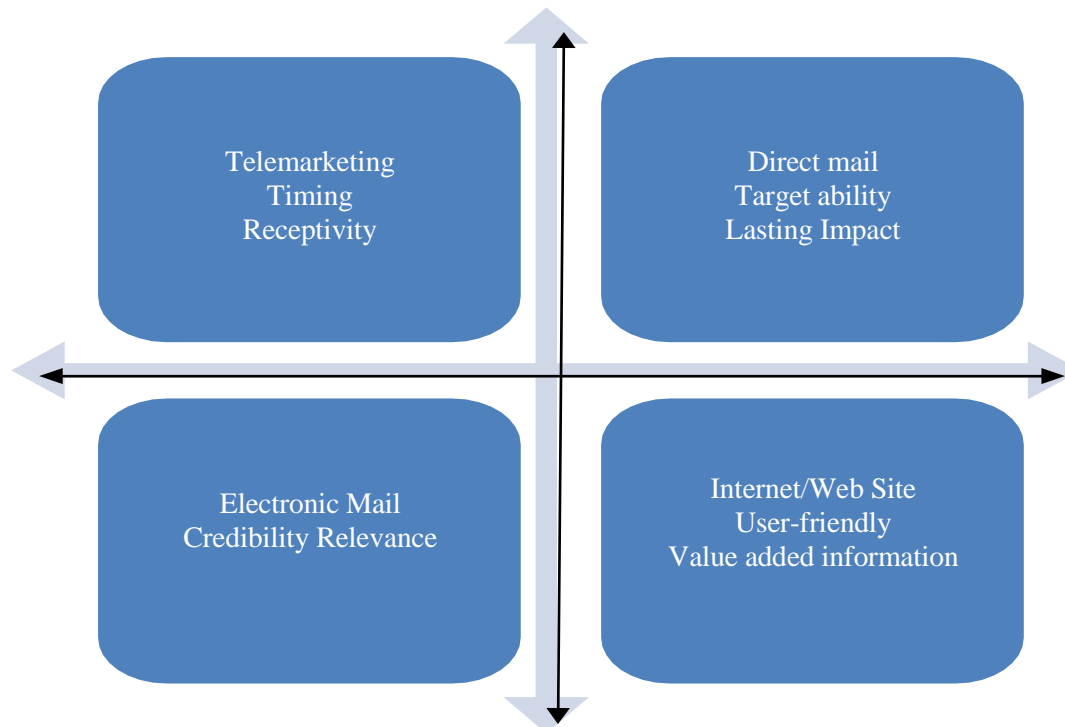 Telemarketing
Timing
Receptivity
Direct mail
Target ability
Lasting Impact
Electronic Mail
Credibility Relevance
Internet/Web Site
User-friendly
Value added information